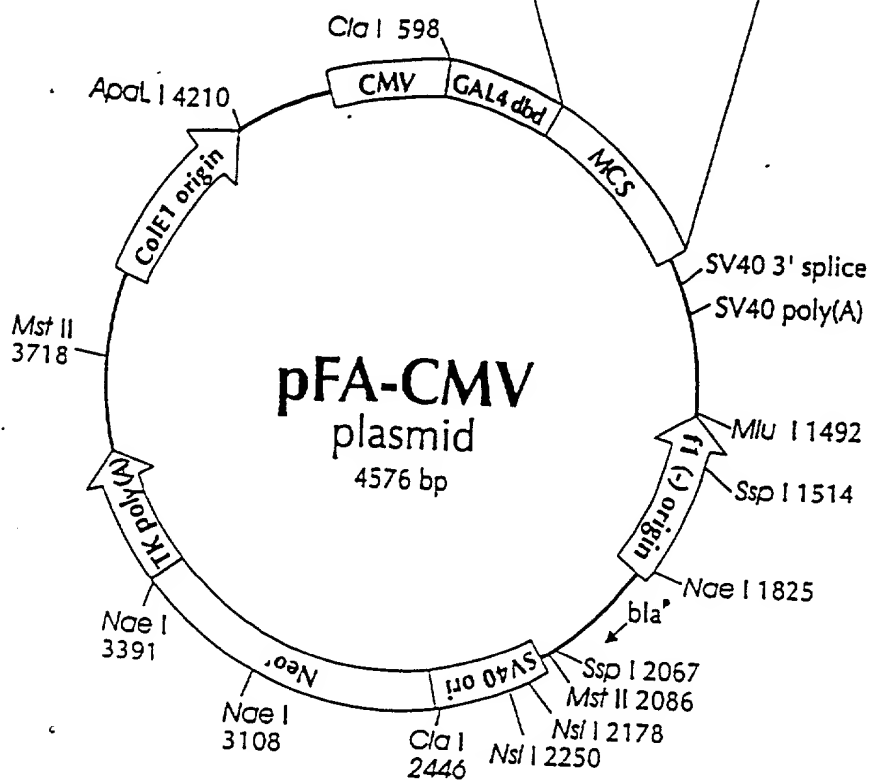 Cla I 598
CMV
GAL4 dbd
MCS
SV40 3' splice
SV40 poly(A)
Mlu I 1492
f1 (-) origin
Ssp I 1514
Nae I 1825
bla^P
Ssp I 2067
Mst II 2086
Nsi I 2178
Nsi I 2250
SV40 ori
Cla I
2446
Neo^r
Nae I
3108
Nae I
3391
TK poly(A)
Mst II
3718
ColE1 origin
ApaL I 4210
pFA-CMV
plasmid
4576 bp